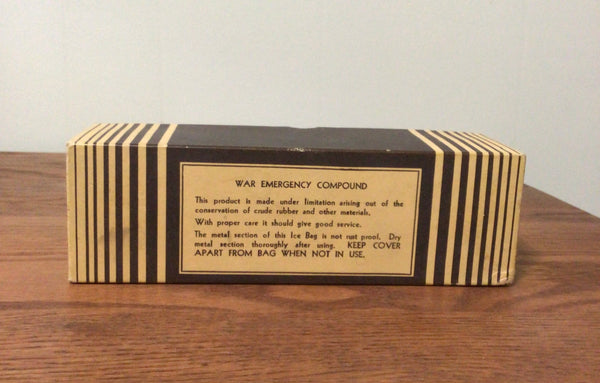 WAR EMERGENCY COMPOUND
This product is made under limitation arising out of the
conservation of crude rubber and other materials.
With proper care it should give good service.
The metal section of this Ice Bag is not rust proof. Dry
metal section thoroughly after using. KEEP COVER
APART FROM BAG WHEN NOT IN USE.